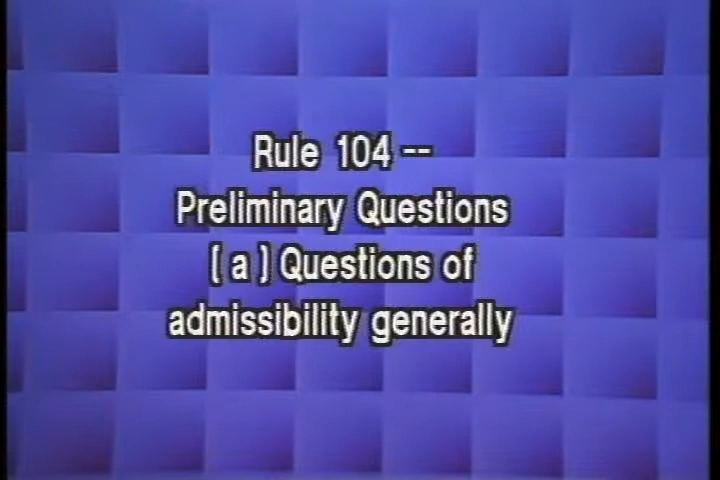 Rule 104 --
Preliminary Questions
( a ) Questions of
admissibility generally